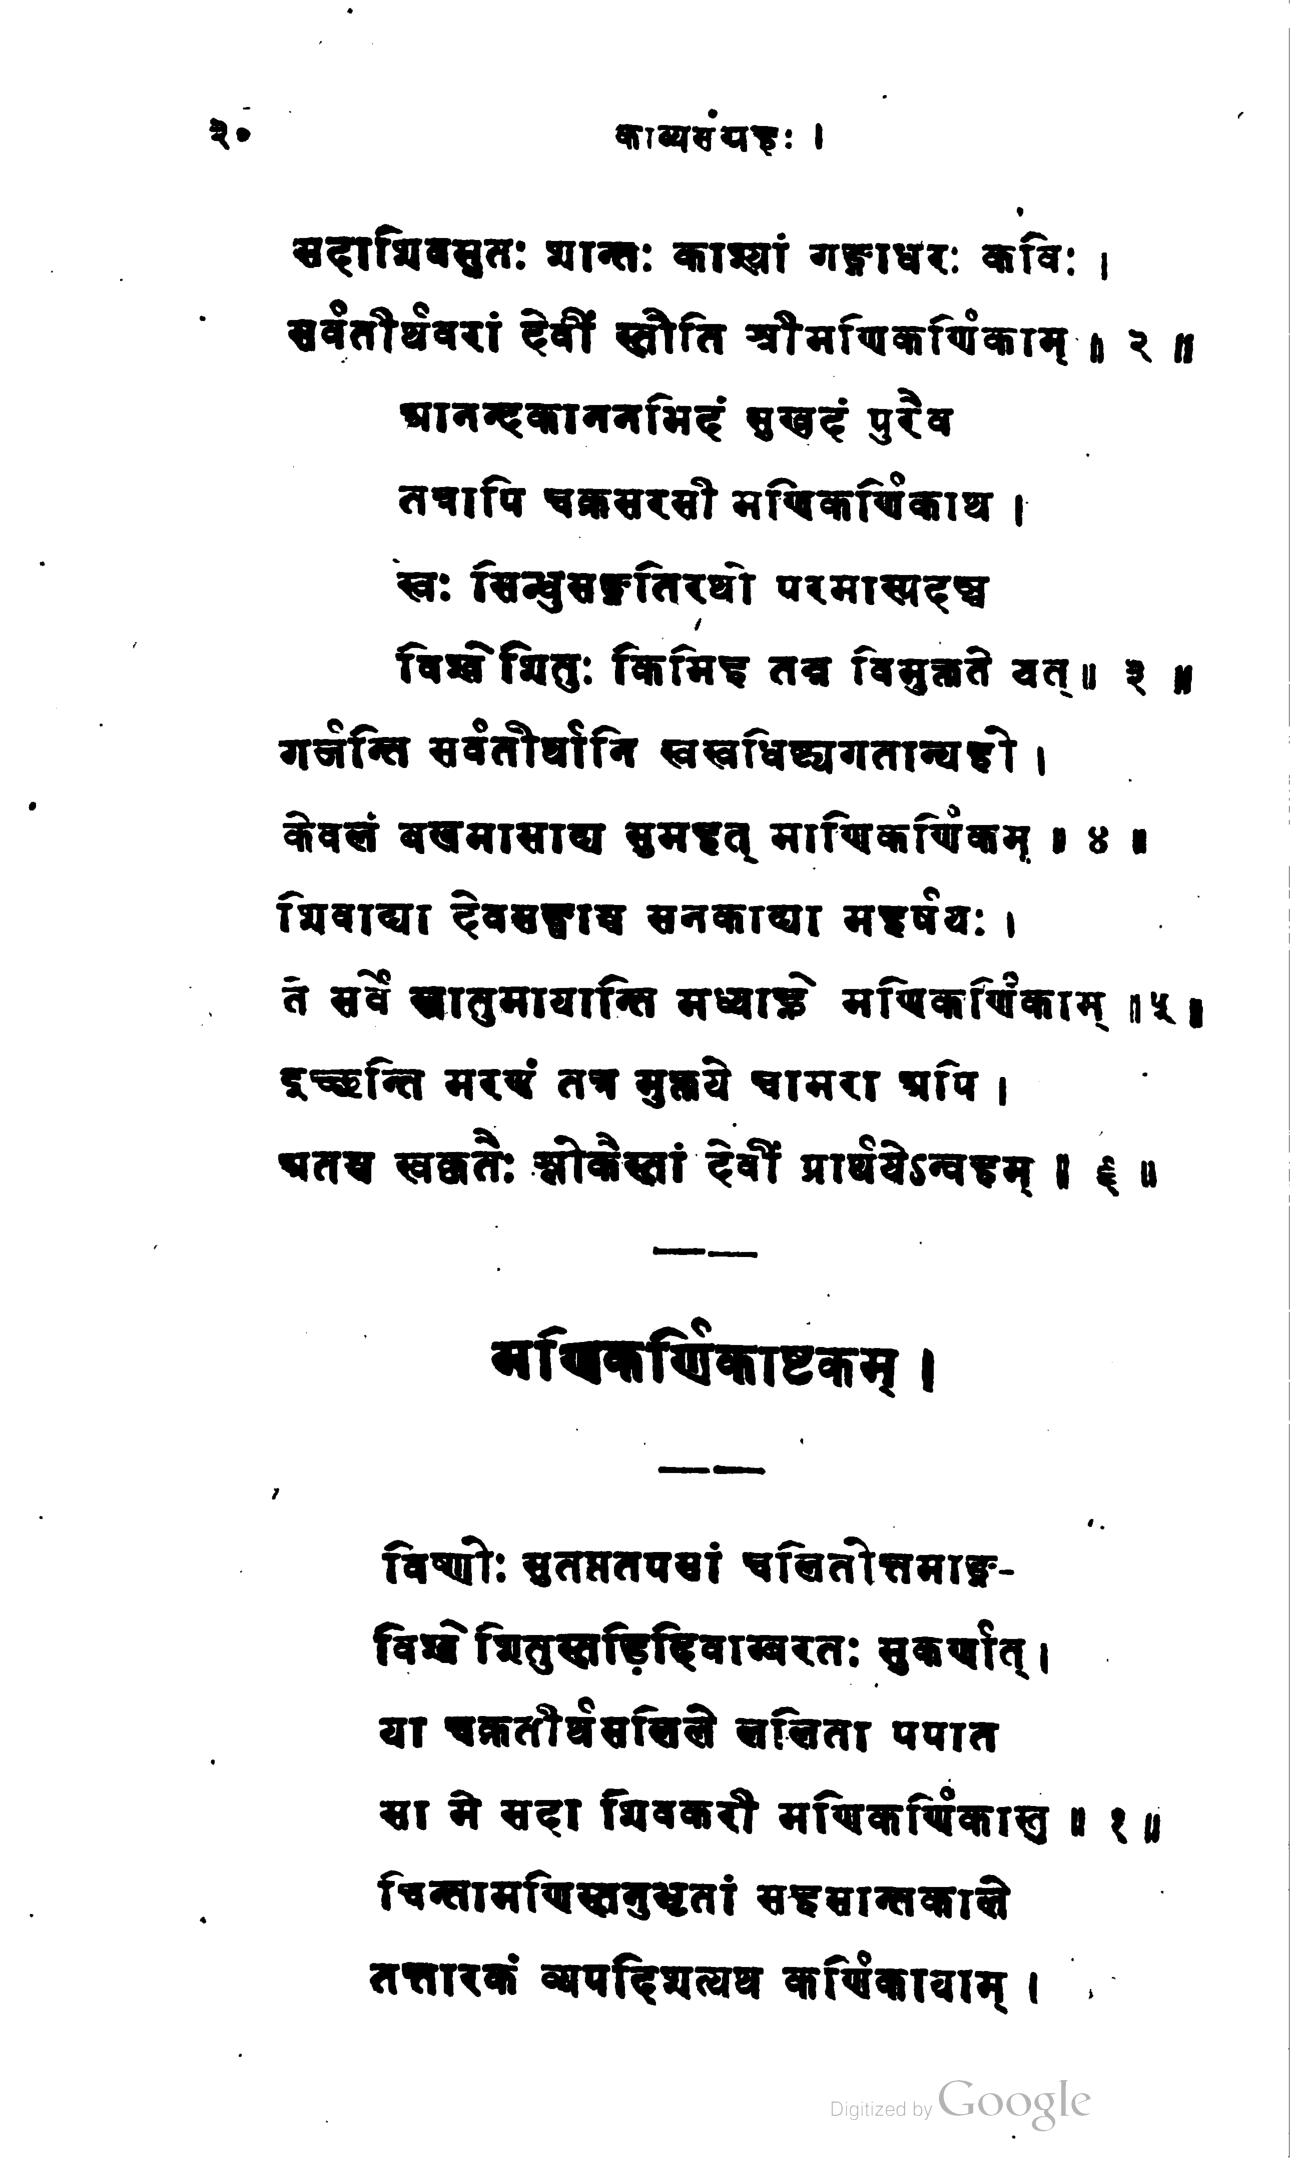 २०
काव्यसंग्रहः ।
सदाशिवसुतः शान्तः काश्यां गङ्गाधरः कविः ।
सर्वतीर्थवरां देवीं स्तौति श्रीमणिकर्णिकाम् ॥ २ ॥
आनन्दकाननमिदं सुखदं पुरैव
तत्रापि चक्रसरसी मणिकर्णिकाथ ।
स्वः सिन्धुसङ्गतिरथो परमास्पदञ्च
विश्वेशितुः किमिह तन्न विमुक्तते यत् ॥ ३ ॥
गर्जन्ति सर्वतीर्थानि स्वस्वधिष्ण्यगतान्यहो ।
केवलं बलमासाद्य सुमहत् माणिकर्णिकम् ॥ ४ ॥
शिवाद्या देवसङ्घाश्च सनकाद्या महर्षयः ।
ते सर्वे स्नातुमायान्ति मध्याह्ने मणिकर्णिकाम् ॥ ५ ॥
इच्छन्ति मरणं तत्र मुक्तये चामरा अपि ।
अतश्च स्वकृतैः श्लोकैस्तां देवीं प्रार्थयेऽन्वहम् ॥ ६ ॥
मणिकर्णिकाष्टकम् ।
विष्णोः सुतप्ततपसां चलितोत्तमाङ्ग-
विश्वेशितुस्तड़िदिवाम्बरतः सुकर्णात् ।
या चक्रतीर्थसलिले ललिता पपात
सा मे सदा शिवकरी मणिकर्णिकास्तु ॥ १ ॥
चिन्तामणिस्तनुभृतां सहसान्तकाले
तत्तारकं व्यपदिशत्यथ कर्णिकायाम् ।
Digitized by Google